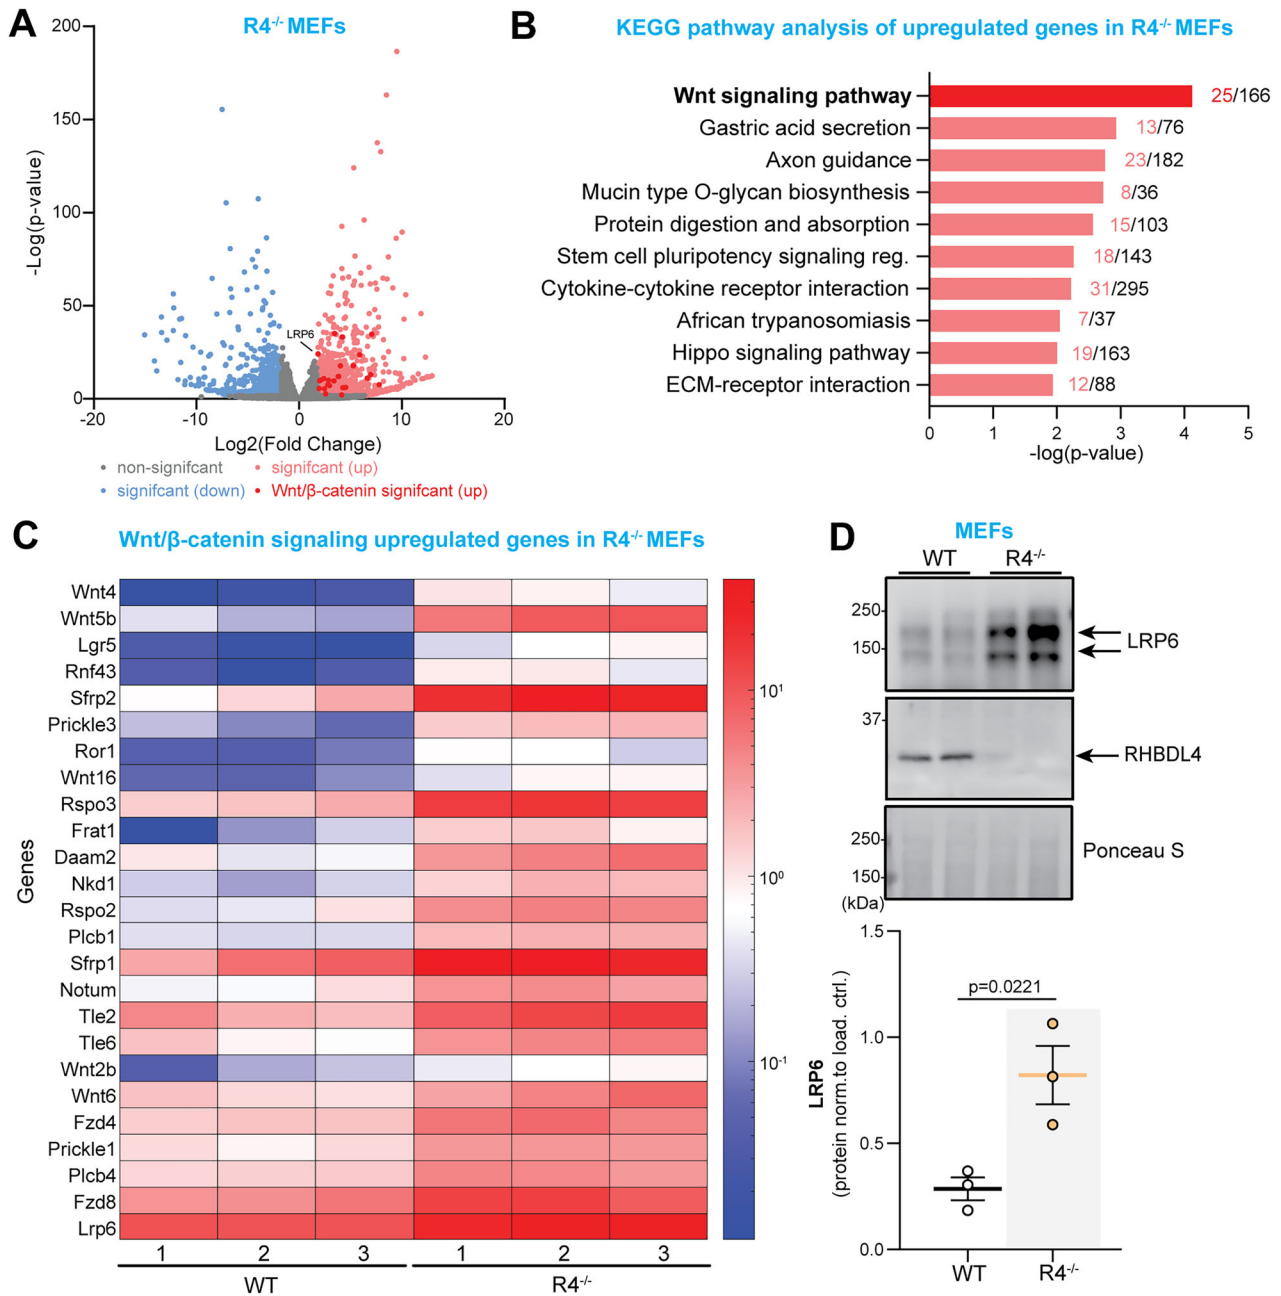 A
R4-/- MEFs
-Log(p-value)
200
150
100
50
0
LRP6
-20
-10
0
10
20
Log2(Fold Change)
non-signifcant
signifcant (up)
signifcant (down)
Wnt/β-catenin signifcant (up)
B
KEGG pathway analysis of upregulated genes in R4-/- MEFs
Wnt signaling pathway 25/166
Gastric acid secretion 13/76
Axon guidance 23/182
Mucin type O-glycan biosynthesis 8/36
Protein digestion and absorption 15/103
Stem cell pluripotency signaling reg. 18/143
Cytokine-cytokine receptor interaction 31/295
African trypanosomiasis 7/37
Hippo signaling pathway 19/163
ECM-receptor interaction 12/88
0 1 2 3 4 5
-log(p-value)
C
Wnt/β-catenin signaling upregulated genes in R4-/- MEFs
Genes
Wnt4
Wnt5b
Lgr5
Rnf43
Sfrp2
Prickle3
Ror1
Wnt16
Rspo3
Frat1
Daam2
Nkd1
Rspo2
Plcb1
Sfrp1
Notum
Tle2
Tle6
Wnt2b
Wnt6
Fzd4
Prickle1
Plcb4
Fzd8
Lrp6
1 2 3 1 2 3
WT R4-/-
10¹
10⁰
10-1
D
MEFs
WT R4-/-
250
150
LRP6
37
RHBDL4
250
150
(kDa)
Ponceau S
LRP6
(protein norm.to load. ctrl.)
1.5
1.0
0.5
0.0
p=0.0221
WT R4-/-